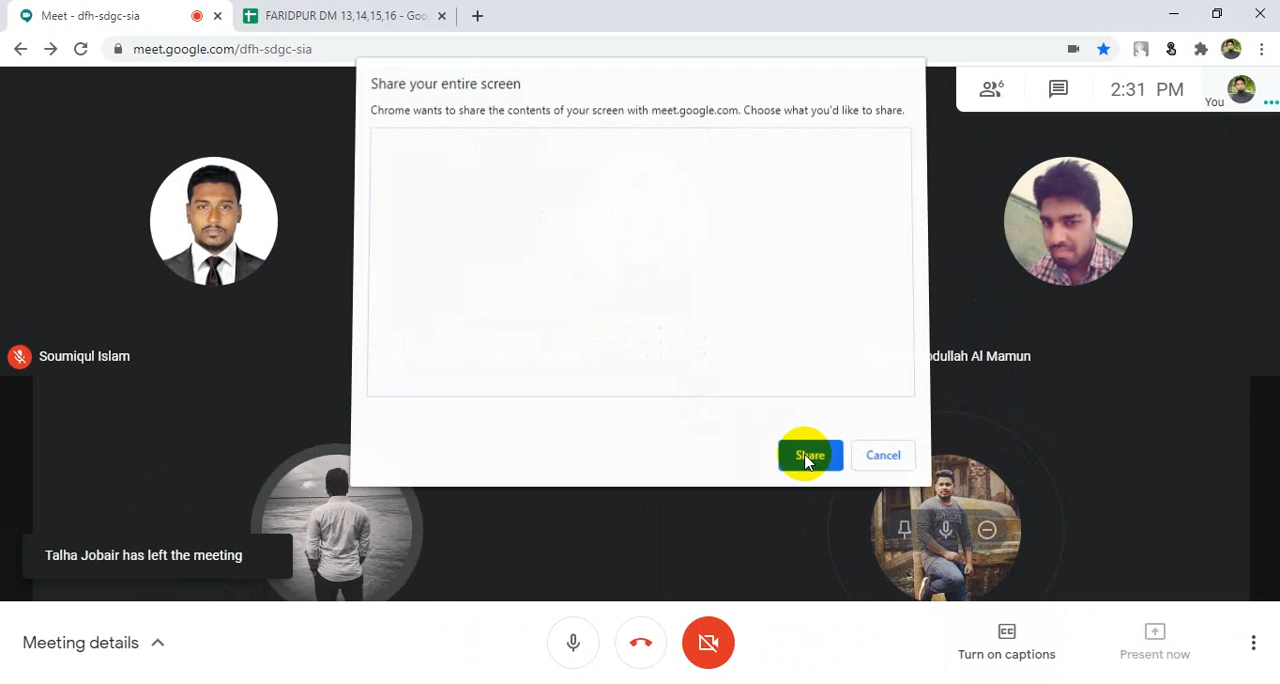 Meet - dfh-sdgc-sia
FARIDPUR DM 13,14,15,16 - Goo
meet.google.com/dfh-sdgc-sia
Share your entire screen
Chrome wants to share the contents of your screen with meet.google.com. Choose what you'd like to share.
6
2:31 PM
You
Soumiqul Islam
bdullah Al Mamun
Share
Cancel
Talha Jobair has left the meeting
Meeting details
CC
Turn on captions
Present now